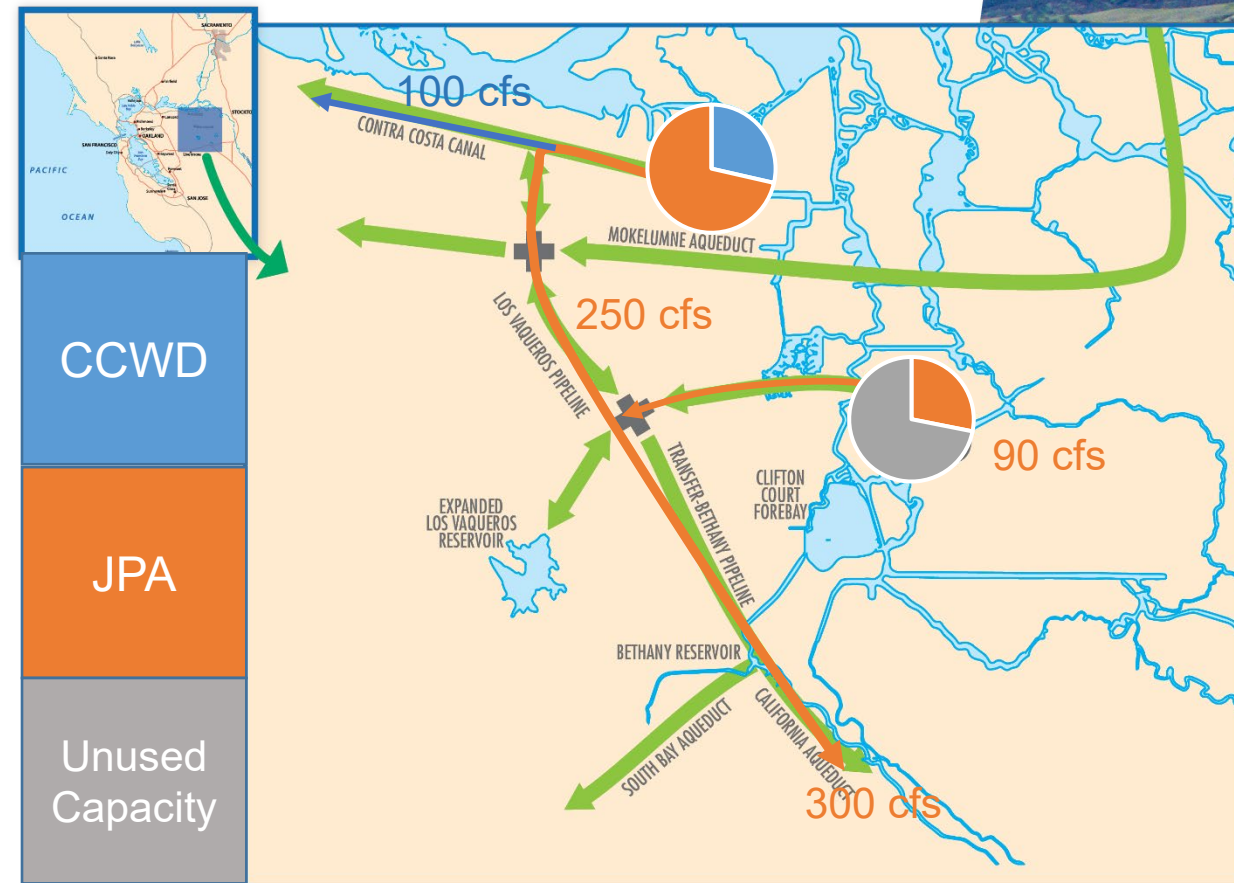 SACRAMENTO
STOCKTON
OAKLAND
SAN FRANCISCO
SAN JOSE
PACIFIC
OCEAN
CCWD
JPA
Unused
Capacity
100 cfs
CONTRA COSTA CANAL
MOKELUMNE AQUEDUCT
LOS VAQUEROS PIPELINE
250 cfs
90 cfs
CLIFTON
COURT
FOREBAY
TRANSFER-BETHANY PIPELINE
EXPANDED
LOS VAQUEROS
RESERVOIR
BETHANY RESERVOIR
SOUTH BAY AQUEDUCT
CALIFORNIA AQUEDUCT
300 cfs